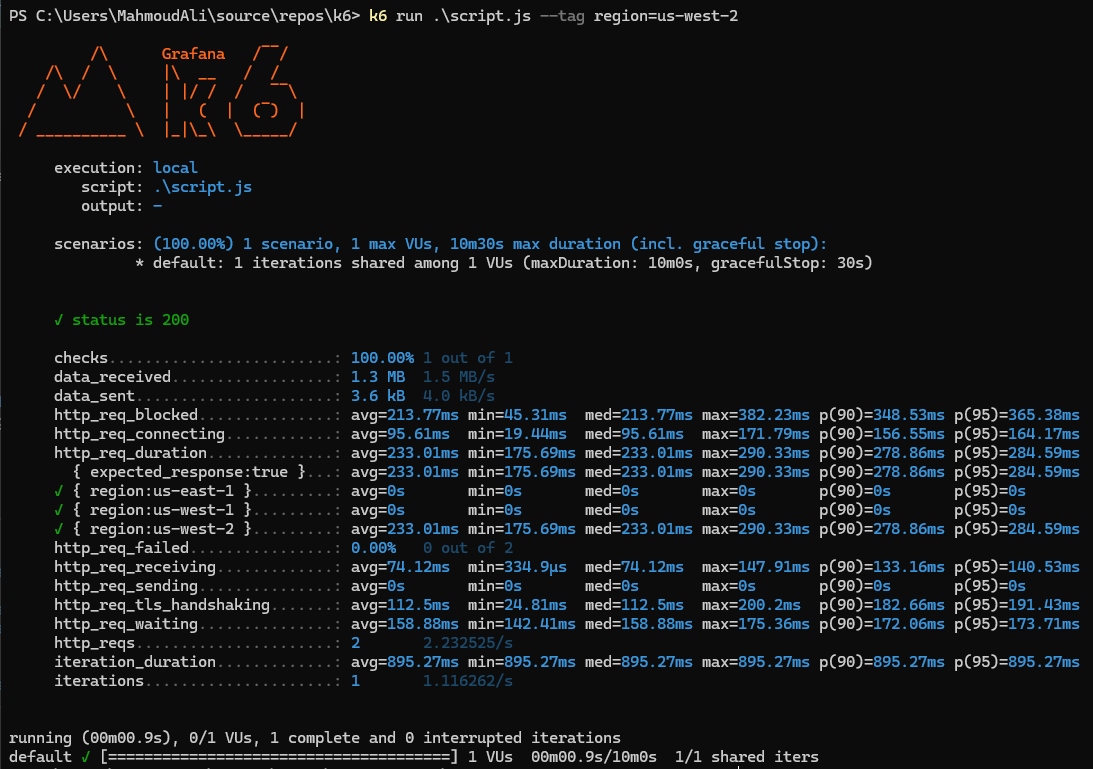 PS C:\Users\MahmoudAli\source\repos\k6> k6 run .\script.js --tag region=us-west-2
Grafana
k6
execution: local
script: .\script.js
output: -
scenarios: (100.00%) 1 scenario, 1 max VUs, 10m30s max duration (incl. graceful stop):
* default: 1 iterations shared among 1 VUs (maxDuration: 10m0s, gracefulStop: 30s)
✓ status is 200
checks.........................: 100.00% 1 out of 1
data_received..................: 1.3 MB 1.5 MB/s
data_sent......................: 3.6 kB 4.0 kB/s
http_req_blocked...............: avg=213.77ms min=45.31ms med=213.77ms max=382.23ms p(90)=348.53ms p(95)=365.38ms
http_req_connecting............: avg=95.61ms min=19.44ms med=95.61ms max=171.79ms p(90)=156.55ms p(95)=164.17ms
http_req_duration..............: avg=233.01ms min=175.69ms med=233.01ms max=290.33ms p(90)=278.86ms p(95)=284.59ms
{ expected_response:true }...: avg=233.01ms min=175.69ms med=233.01ms max=290.33ms p(90)=278.86ms p(95)=284.59ms
✓ { region:us-east-1 }.........: avg=0s min=0s med=0s max=0s p(90)=0s p(95)=0s
✓ { region:us-west-1 }.........: avg=0s min=0s med=0s max=0s p(90)=0s p(95)=0s
✓ { region:us-west-2 }.........: avg=233.01ms min=175.69ms med=233.01ms max=290.33ms p(90)=278.86ms p(95)=284.59ms
http_req_failed................: 0.00% 0 out of 2
http_req_receiving.............: avg=74.12ms min=334.9µs med=74.12ms max=147.91ms p(90)=133.16ms p(95)=140.53ms
http_req_sending...............: avg=0s min=0s med=0s max=0s p(90)=0s p(95)=0s
http_req_tls_handshaking.......: avg=112.5ms min=24.81ms med=112.5ms max=200.2ms p(90)=182.66ms p(95)=191.43ms
http_req_waiting...............: avg=158.88ms min=142.41ms med=158.88ms max=175.36ms p(90)=172.06ms p(95)=173.71ms
http_reqs......................: 2 2.232525/s
iteration_duration.............: avg=895.27ms min=895.27ms med=895.27ms max=895.27ms p(90)=895.27ms p(95)=895.27ms
iterations.....................: 1 1.116262/s
running (00m00.9s), 0/1 VUs, 1 complete and 0 interrupted iterations
default ✓ [======================================] 1 VUs 00m00.9s/10m0s 1/1 shared iters